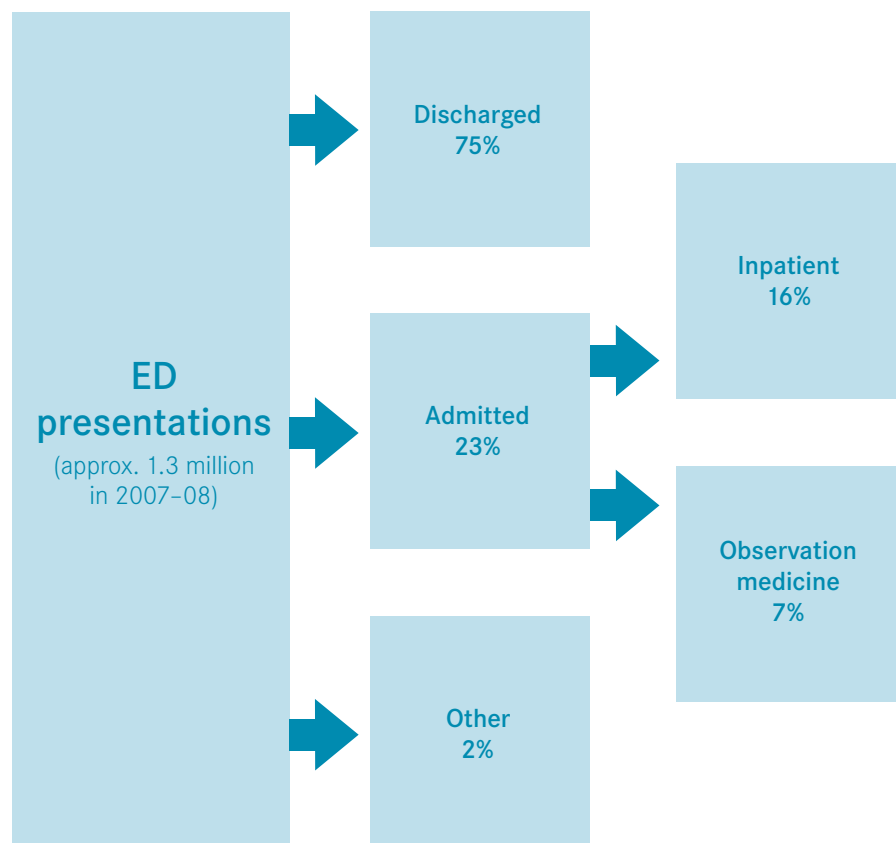 ED
presentations
(approx. 1.3 million
in 2007–08)
Discharged
75%
Admitted
23%
Other
2%
Inpatient
16%
Observation
medicine
7%